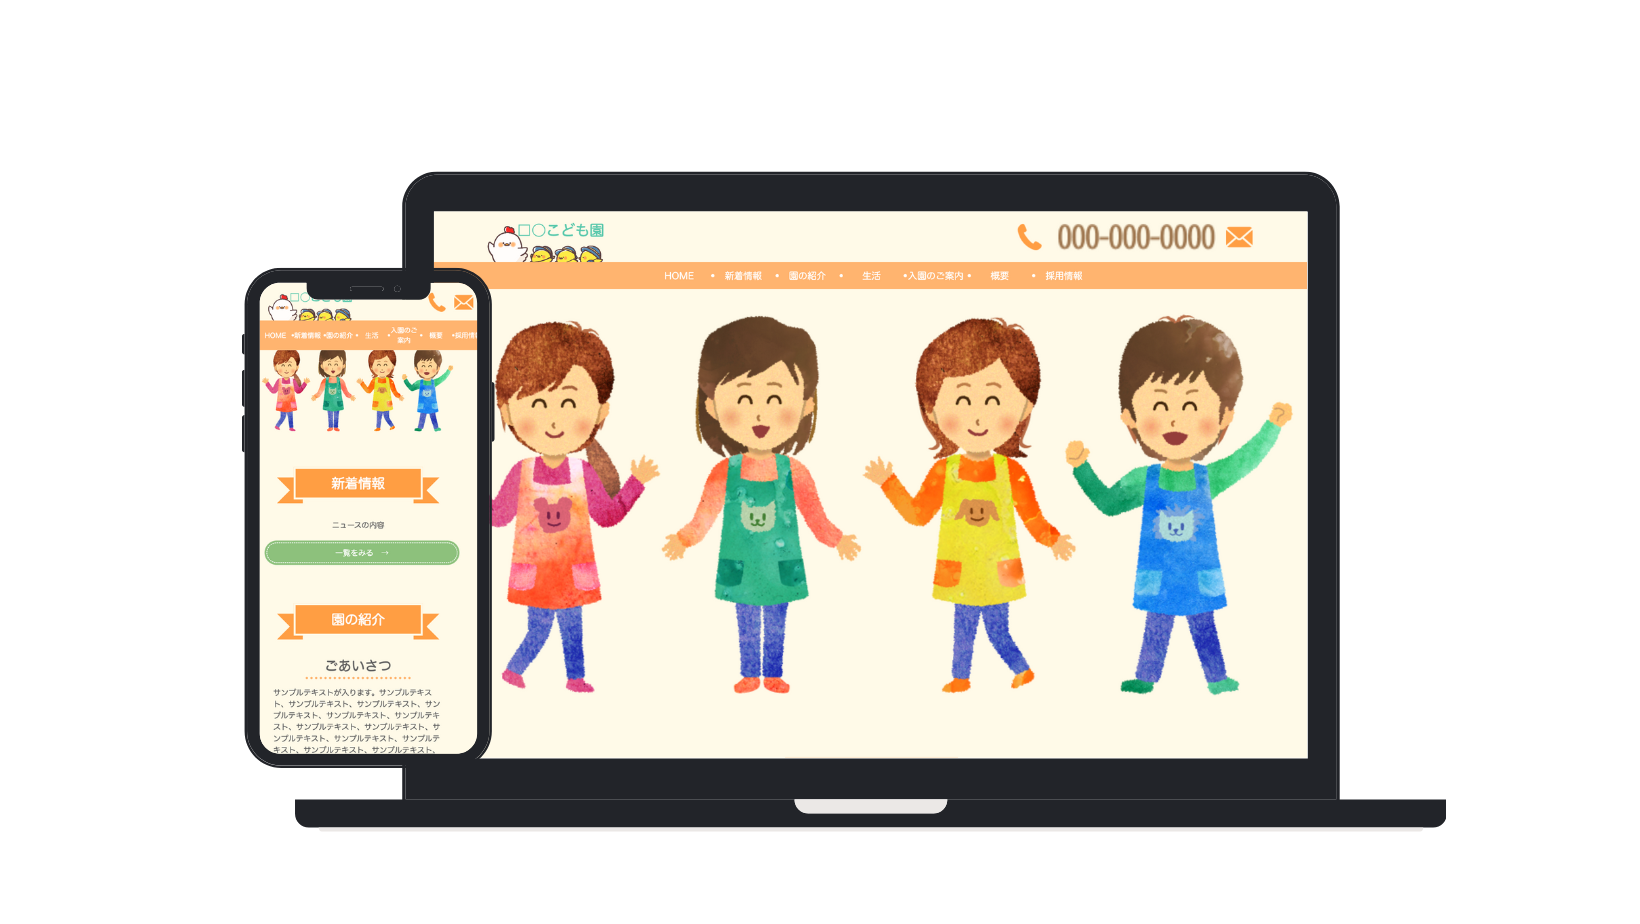 □○こども園
000-000-0000
HOME • 新着情報 • 園の紹介 • 生活 •入園のご案内 • 概要 • 採用情報
HOME •新着情報 •園の紹介 • 生活 • 入園のご案内 • 概要 •採用情
新着情報
ニュースの内容
一覧をみる →
園の紹介
ごあいさつ
サンプルテキストが入ります。サンプルテキス
ト、サンプルテキスト、サンプルテキスト、サン
プルテキスト、サンプルテキスト、サンプルテキ
スト、サンプルテキスト、サンプルテキスト、サ
ンプルテキスト、サンプルテキスト、サンプルテ
キスト、サンプルテキスト、サンプルテキスト、